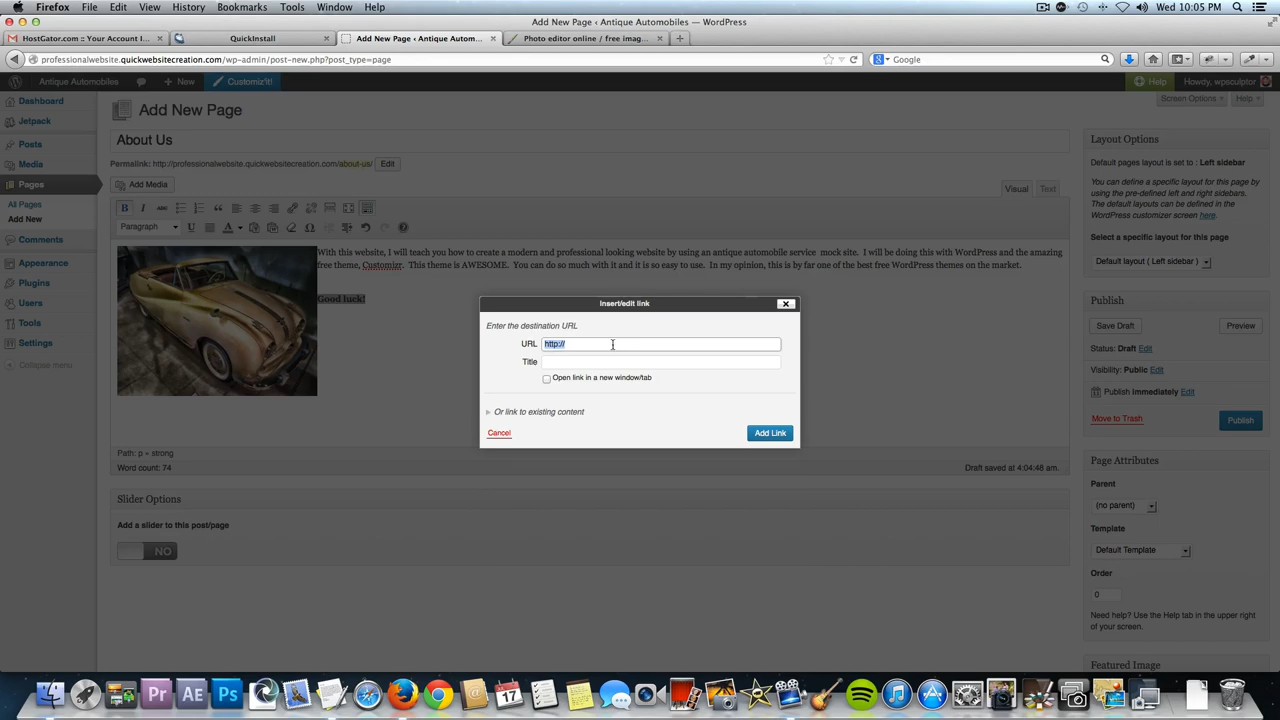 Firefox File Edit View History Bookmarks Tools Window Help Wed 10:05 PM
Add New Page ‹ Antique Automobiles — WordPress
HostGator.com :: Your Account I... × QuickInstall × Add New Page ‹ Antique Autom... × Photo editor online / free imag... × +
professionalwebsite.quickwebsitecreation.com/wp-admin/post-new.php?post_type=page Google
Antique Automobiles + New Customize It! Help Howdy, wpsculptor
Dashboard
Jetpack
Posts
Media
Pages
All Pages
Add New
Comments
Appearance
Plugins
Users
Tools
Settings
Collapse menu
Add New Page
Screen Options Help
About Us
Permalink: http://professionalwebsite.quickwebsitecreation.com/about-us/ Edit
Add Media
Visual Text
B I ABC
Paragraph U A
With this website, I will teach you how to create a modern and professional looking website by using an antique automobile service mock site. I will be doing this with WordPress and the amazing
free theme, Customizr. This theme is AWESOME. You can do so much with it and it is so easy to use. In my opinion, this is by far one of the best free WordPress themes on the market.
Good luck!
Insert/edit link
Enter the destination URL
URL http://
Title
Open link in a new window/tab
Or link to existing content
Cancel Add Link
Path: p » strong
Word count: 74 Draft saved at 4:04:48 am.
Slider Options
Add a slider to this post/page
NO
Layout Options
Default pages layout is set to : Left sidebar
You can define a specific layout for this page by
using the pre-defined left and right sidebars.
The default layouts can be defined in the
WordPress customizer screen here.
Select a specific layout for this page
Default layout ( Left sidebar )
Publish
Save Draft Preview
Status: Draft Edit
Visibility: Public Edit
Publish immediately Edit
Move to Trash Publish
Page Attributes
Parent
(no parent)
Template
Default Template
Order
0
Need help? Use the Help tab in the upper right
of your screen.
Featured Image
Pr Ae Ps 17